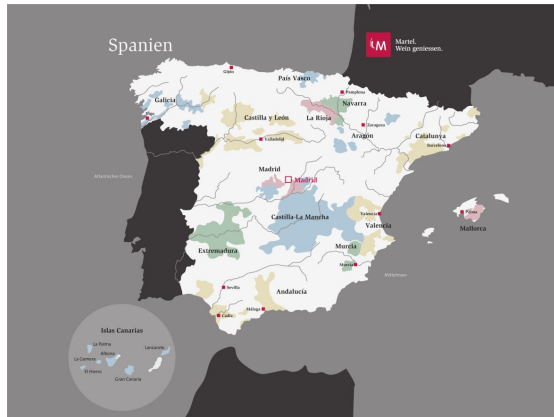 Spanien
Martel.
Wein geniessen.
Gijón
País Vasco
Galicia
Pamplona
Navarra
Vigo
Castilla y León
La Rioja
Zaragoza
Aragón
Catalunya
Valladolid
Barcelona
Madrid
Madrid
Atlantischer Ozean
Castilla-La Mancha
Valencia
Valencia
Palma
Mallorca
Extremadura
Murcia
Murcia
Mittelmeer
Sevilla
Andalucía
Málaga
Cádiz
Islas Canarias
La Palma
Lanzarote
La Gomera
El Hierro
Gran Canaria